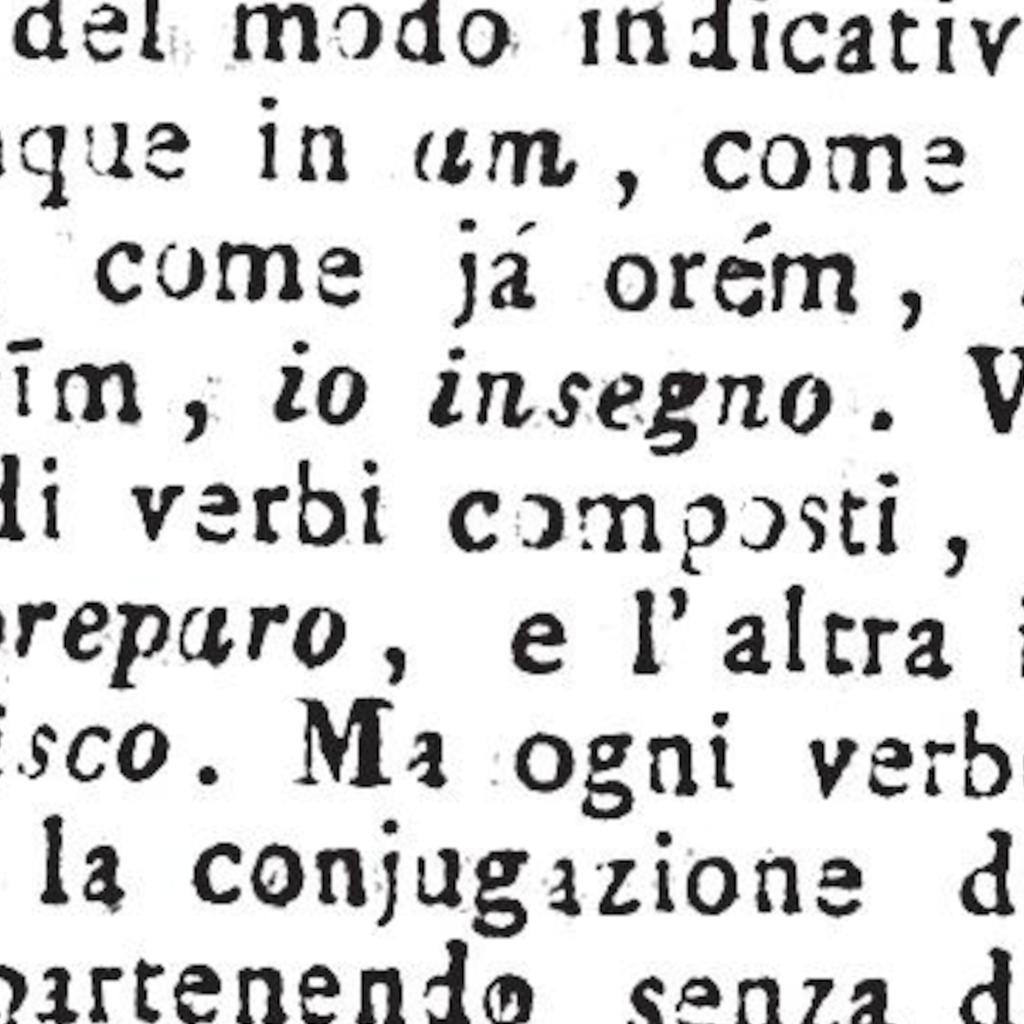 del modo indicativ
que in um, come
come já orém,
īm, io insegno. V
di verbi composti,
preparo, e l'altra i
isco. Ma ogni verb
la conjugazione d
partenendo senza d